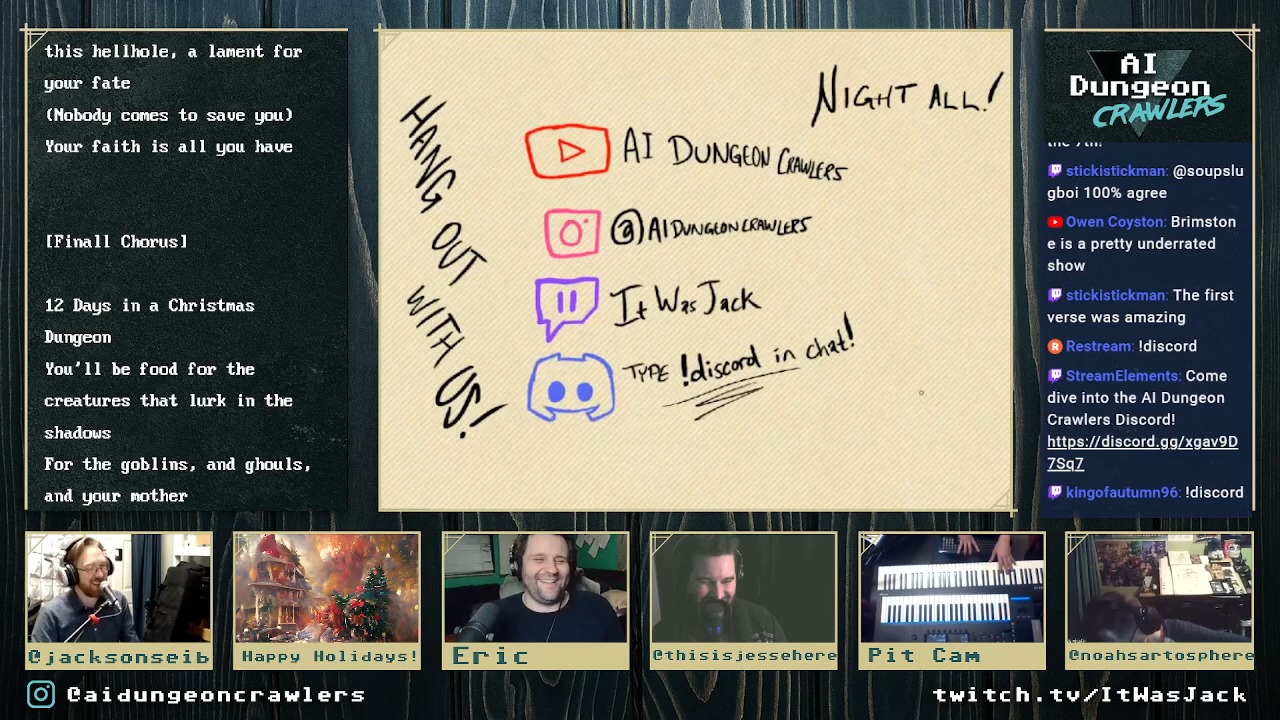 this hellhole, a lament for
your fate
(Nobody comes to save you)
Your faith is all you have
[Finall Chorus]
12 Days in a Christmas
Dungeon
You'll be food for the
creatures that lurk in the
shadows
For the goblins, and ghouls,
and your mother
NIGHT ALL!
HANG OUT
WITH US!
AI DUNGEON CRAWLERS
@AIDUNGEONCRAWLERS
It Was Jack
TYPE !discord in chat!
AI
Dungeon
CRAWLERS
the 7th!
stickistickman: @soupslu
gboi 100% agree
Owen Coyston: Brimston
e is a pretty underrated
show
stickistickman: The first
verse was amazing
Restream: !discord
StreamElements: Come
dive into the AI Dungeon
Crawlers Discord!
https://discord.gg/xgav9D
7Sq7
kingofautumn96: !discord
@jacksonseib
Happy Holidays!
Eric
@thisisjessehere
Pit Cam
@noahsartosphere
@aidungeoncrawlers
twitch.tv/ItWasJack